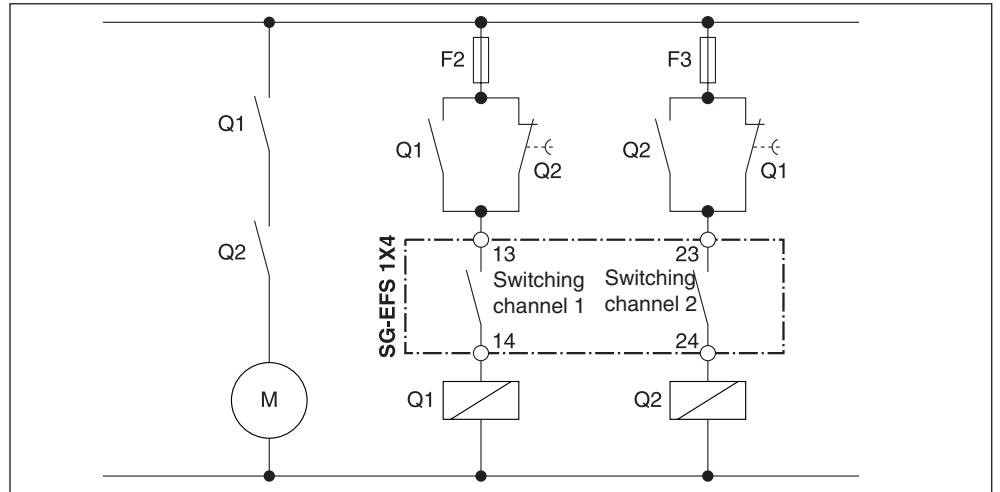 F2
F3
Q1
Q1
Q2
Q2
Q1
Q2
SG-EFS 1X4
13
23
Switching
channel 1
Switching
channel 2
14
24
M
Q1
Q2